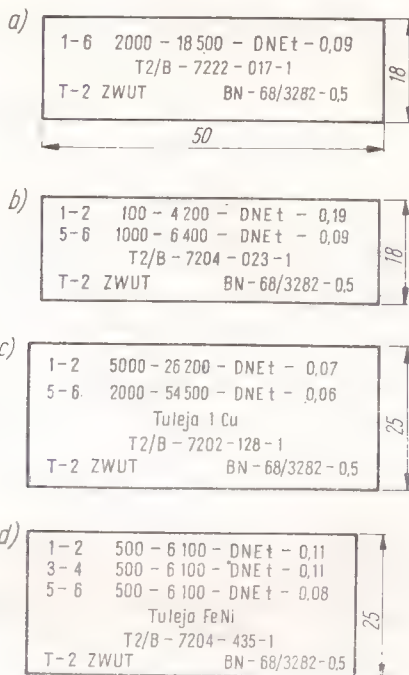 a)
1-6 2000 - 18 500 - DNEt - 0,09
T2/B - 7222 - 017 - 1
T-2 ZWUT BN - 68/3282 - 0,5
18
50
b)
1-2 100 - 4 200 - DNEt - 0,19
5-6 1000 - 6 400 - DNEt - 0,09
T2/B - 7204 - 023 - 1
T-2 ZWUT BN - 68/3282 - 0,5
18
c)
1-2 5000 - 26 200 - DNEt - 0,07
5-6 2000 - 54 500 - DNEt - 0,06
Tuleja 1 Cu
T2/B - 7202 - 128 - 1
T-2 ZWUT BN - 68/3282 - 0,5
25
d)
1-2 500 - 6 100 - DNEt - 0,11
3-4 500 - 6 100 - DNEt - 0,11
5-6 500 - 6 100 - DNEt - 0,08
Tuleja FeNi
T2/B - 7204 - 435 - 1
T-2 ZWUT BN - 68/3282 - 0,5
25